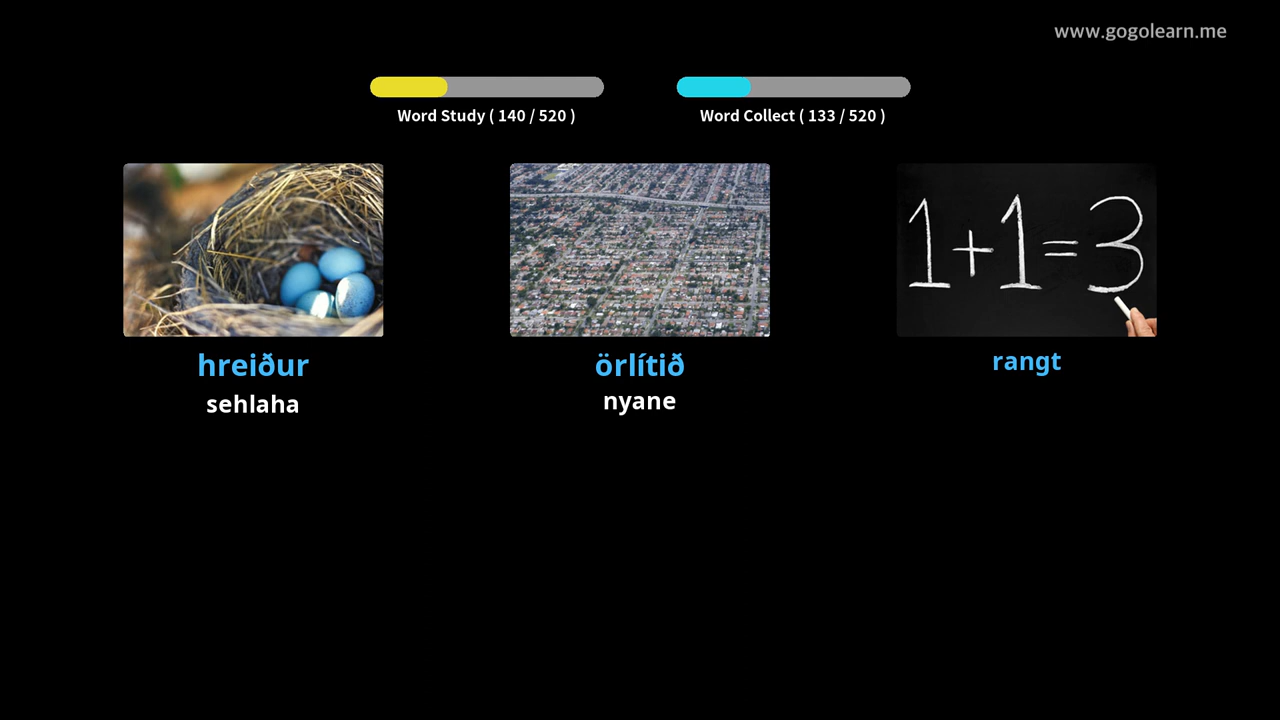 www.gogolearn.me
Word Study ( 140 / 520 )
Word Collect ( 133 / 520 )
1+1=3
hreiður
örlítið
rangt
sehlaha
nyane